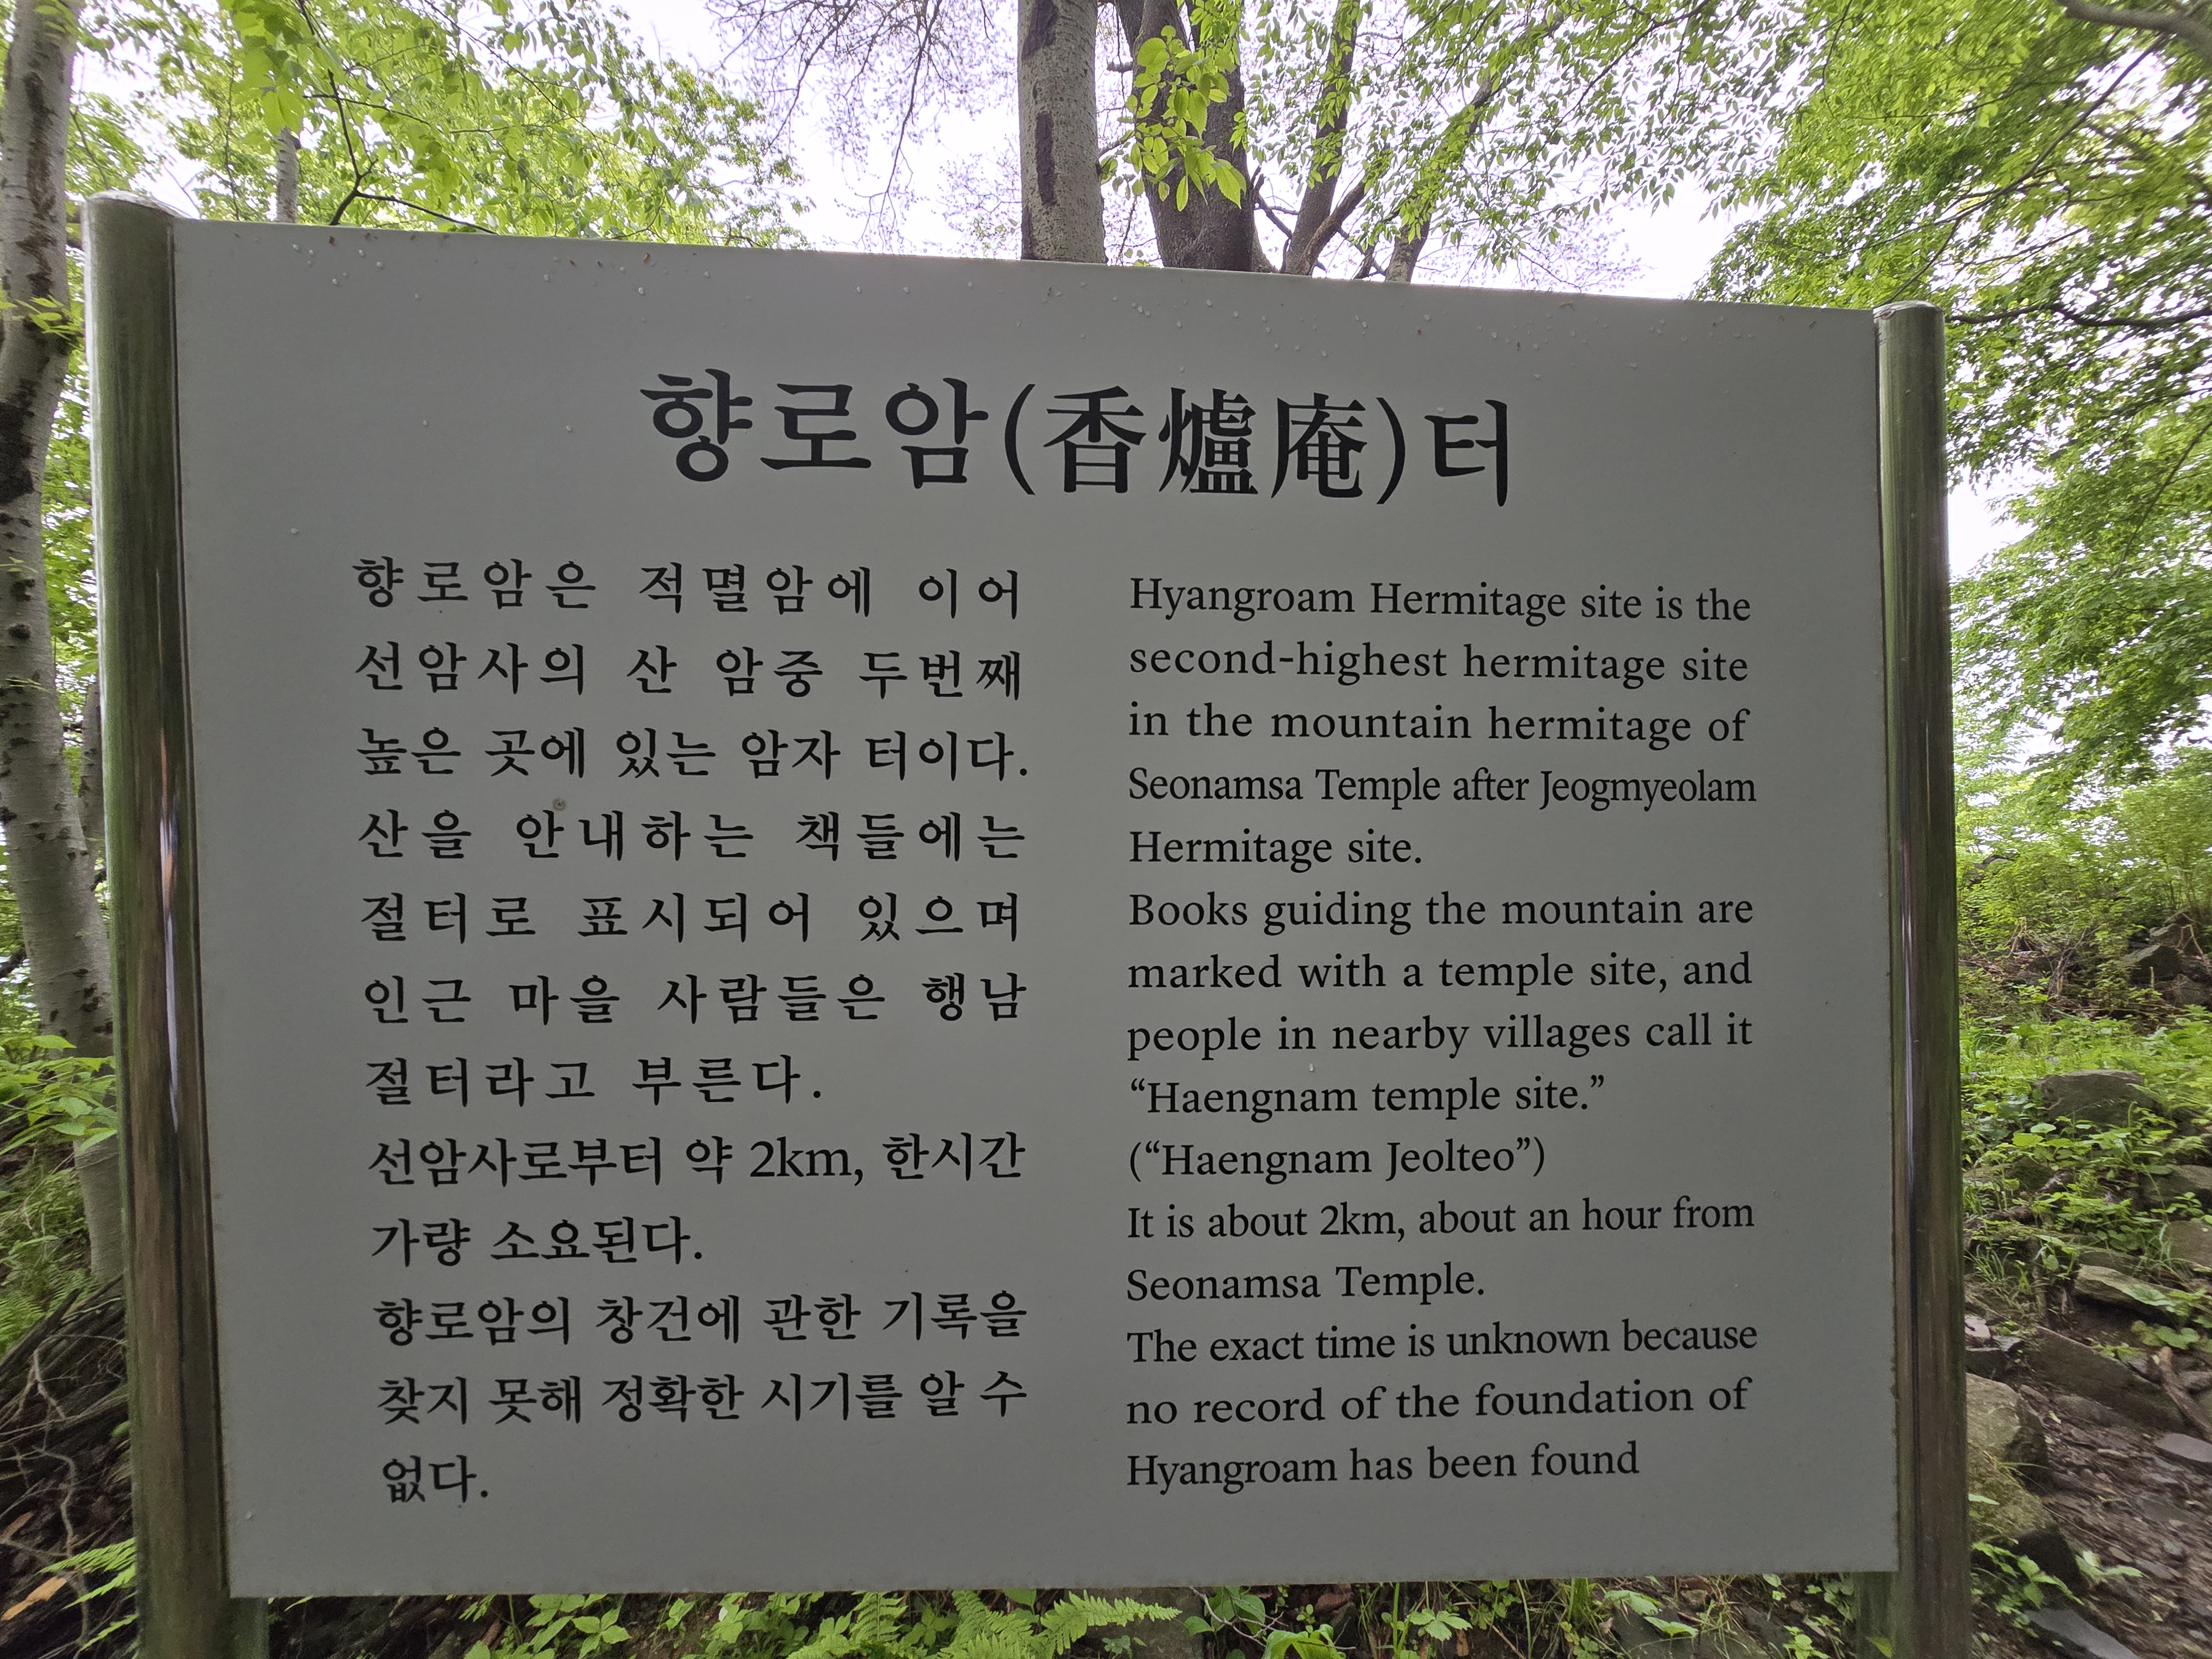 향로암(香爐庵)터
향로암은 적멸암에 이어
선암사의 산 암중 두번째
높은 곳에 있는 암자 터이다.
산을 안내하는 책들에는
절터로 표시되어 있으며
인근 마을 사람들은 행남
절터라고 부른다.
선암사로부터 약 2km, 한시간
가량 소요된다.
향로암의 창건에 관한 기록을
찾지 못해 정확한 시기를 알 수
없다.
Hyangroam Hermitage site is the
second-highest hermitage site
in the mountain hermitage of
Seonamsa Temple after Jeogmyeolam
Hermitage site.
Books guiding the mountain are
marked with a temple site, and
people in nearby villages call it
“Haengnam temple site.”
(“Haengnam Jeolteo”)
It is about 2km, about an hour from
Seonamsa Temple.
The exact time is unknown because
no record of the foundation of
Hyangroam has been found